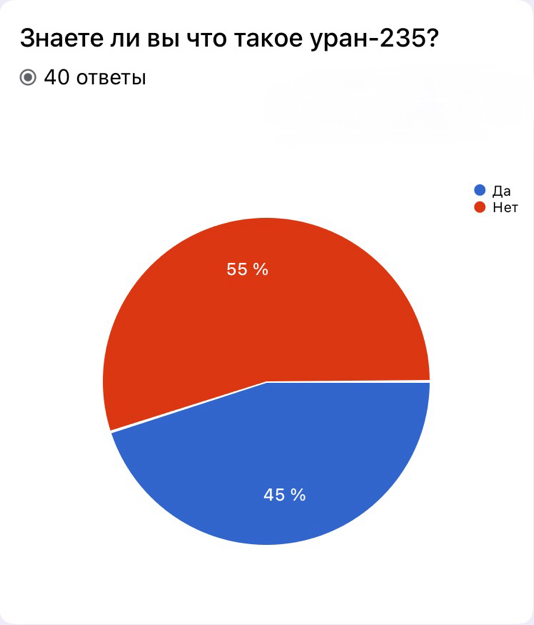 Знаете ли вы что такое уран-235?
40 ответы
Да
Нет
55 %
45 %